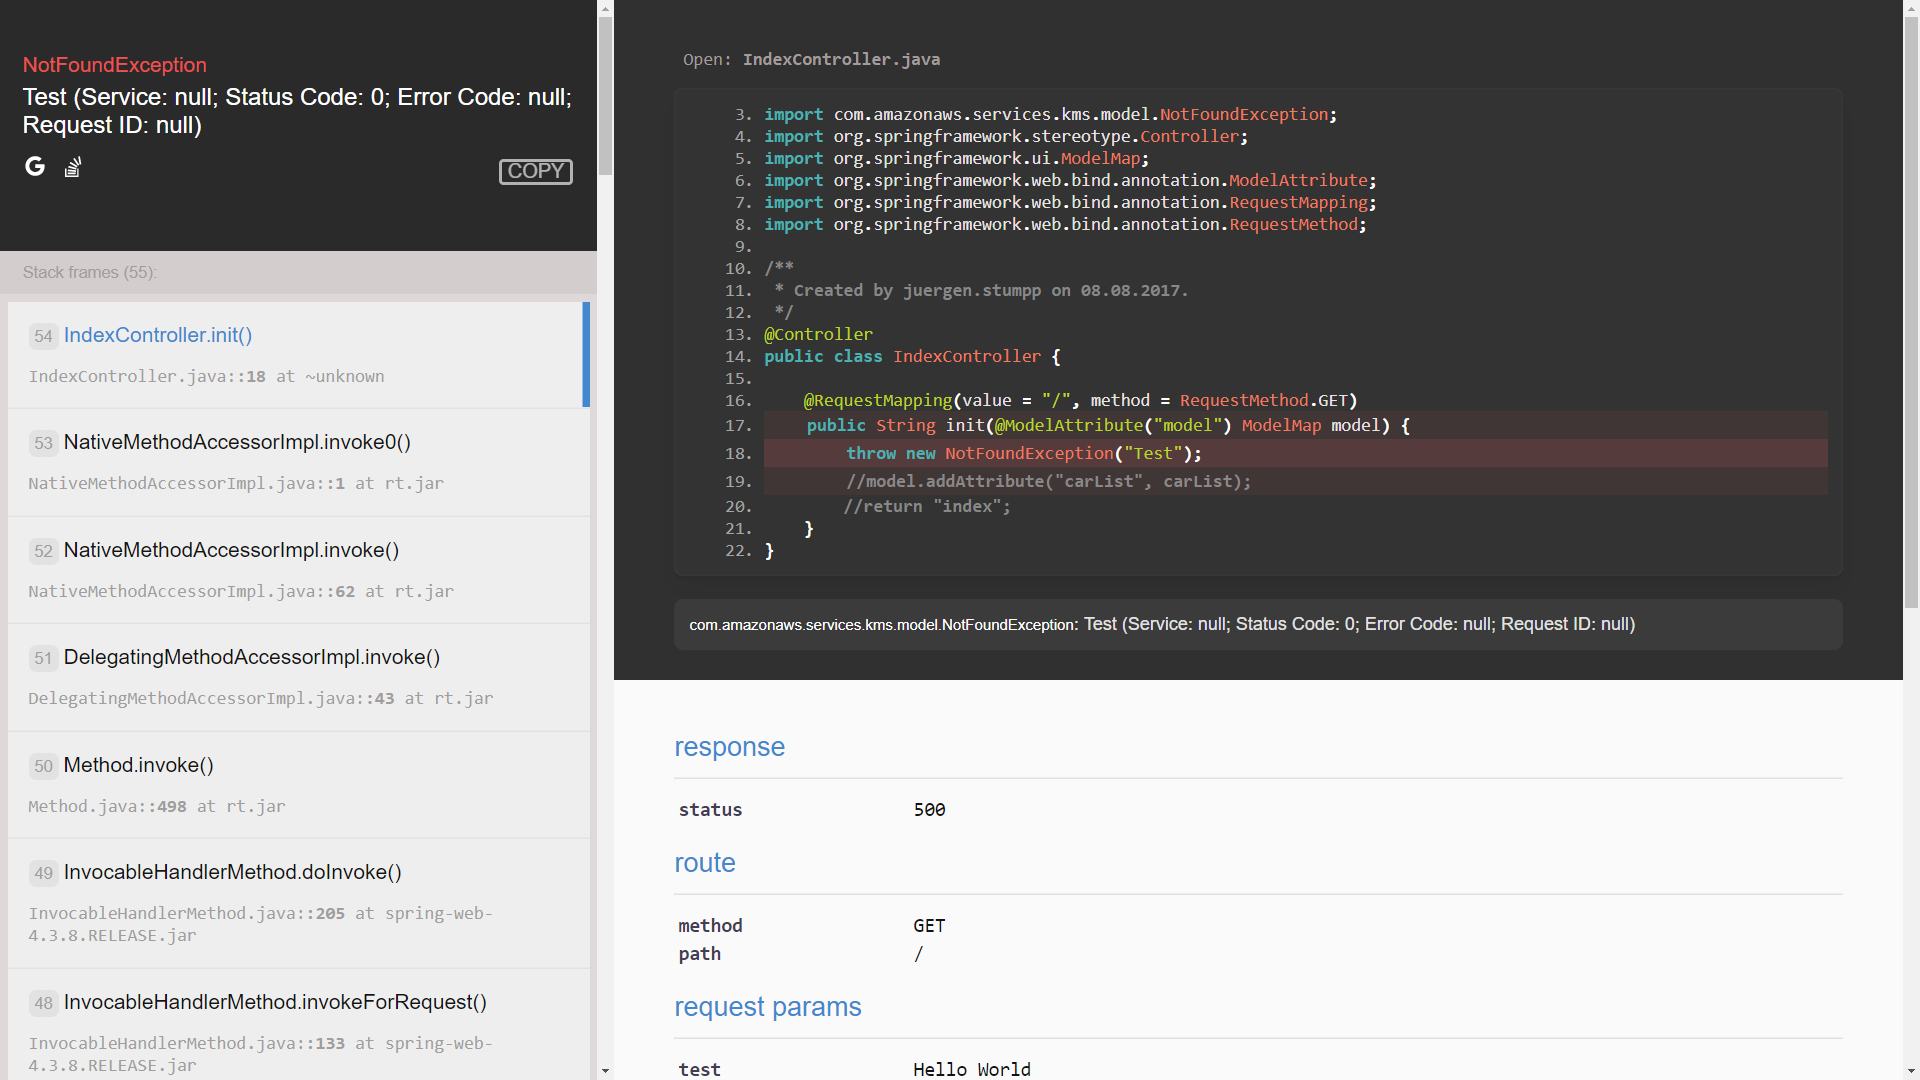 NotFoundException
Test (Service: null; Status Code: 0; Error Code: null;
Request ID: null)
COPY
Stack frames (55):
54 IndexController.init()
IndexController.java::18 at ~unknown
53 NativeMethodAccessorImpl.invoke0()
NativeMethodAccessorImpl.java::1 at rt.jar
52 NativeMethodAccessorImpl.invoke()
NativeMethodAccessorImpl.java::62 at rt.jar
51 DelegatingMethodAccessorImpl.invoke()
DelegatingMethodAccessorImpl.java::43 at rt.jar
50 Method.invoke()
Method.java::498 at rt.jar
49 InvocableHandlerMethod.doInvoke()
InvocableHandlerMethod.java::205 at spring-web-
4.3.8.RELEASE.jar
48 InvocableHandlerMethod.invokeForRequest()
InvocableHandlerMethod.java::133 at spring-web-
4.3.8.RELEASE.jar
Open: IndexController.java
3. import com.amazonaws.services.kms.model.NotFoundException;
4. import org.springframework.stereotype.Controller;
5. import org.springframework.ui.ModelMap;
6. import org.springframework.web.bind.annotation.ModelAttribute;
7. import org.springframework.web.bind.annotation.RequestMapping;
8. import org.springframework.web.bind.annotation.RequestMethod;
9.
10. /**
11. * Created by juergen.stumpp on 08.08.2017.
12. */
13. @Controller
14. public class IndexController {
15.
16. @RequestMapping(value = "/", method = RequestMethod.GET)
17. public String init(@ModelAttribute("model") ModelMap model) {
18. throw new NotFoundException("Test");
19. //model.addAttribute("carList", carList);
20. //return "index";
21. }
22. }
com.amazonaws.services.kms.model.NotFoundException: Test (Service: null; Status Code: 0; Error Code: null; Request ID: null)
response
status 500
route
method GET
path /
request params
test Hello World